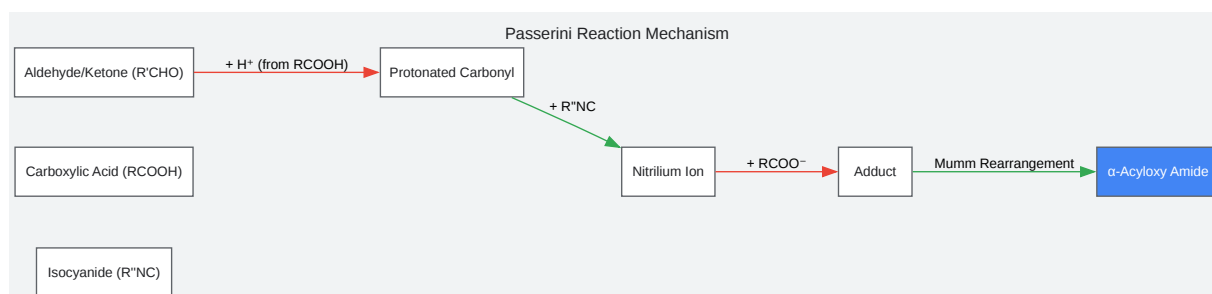 Passerini Reaction Mechanism
Aldehyde/Ketone (R'CHO)
+ H⁺ (from RCOOH)
Protonated Carbonyl
+ R''NC
Carboxylic Acid (RCOOH)
Nitrilium Ion
+ RCOO⁻
Adduct
Mumm Rearrangement
α-Acyloxy Amide
Isocyanide (R''NC)